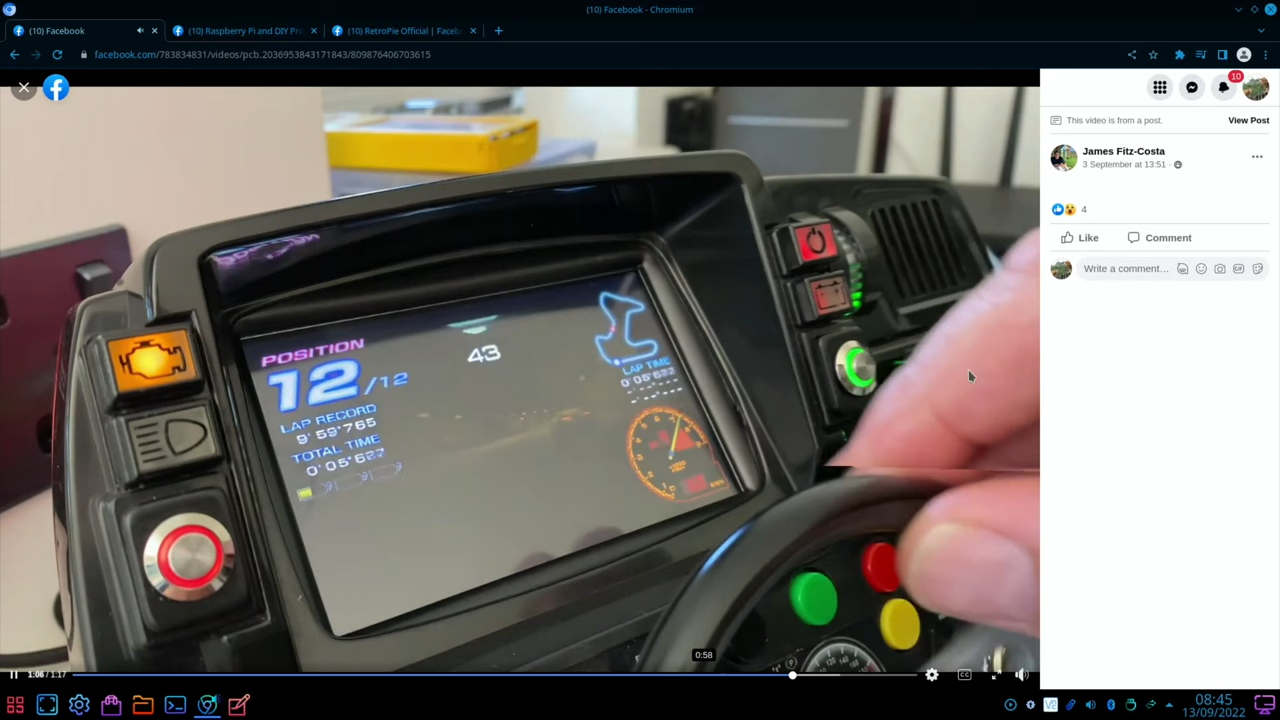 (10) Facebook - Chromium
(10) Facebook
(10) Raspberry Pi and DIY Pro
(10) RetroPie Official | Faceb
facebook.com/783834831/videos/pcb.2036953843171843/809876406703615
10
This video is from a post.
View Post
James Fitz-Costa
3 September at 13:51 ·
4
Like
Comment
Write a comment…
POSITION
12/12
43
LAP RECORD
9'59"765
TOTAL TIME
0'05"627
LAP TIME
0'05"627
0:58
1:06 / 1:17
CC
08:45
13/09/2022